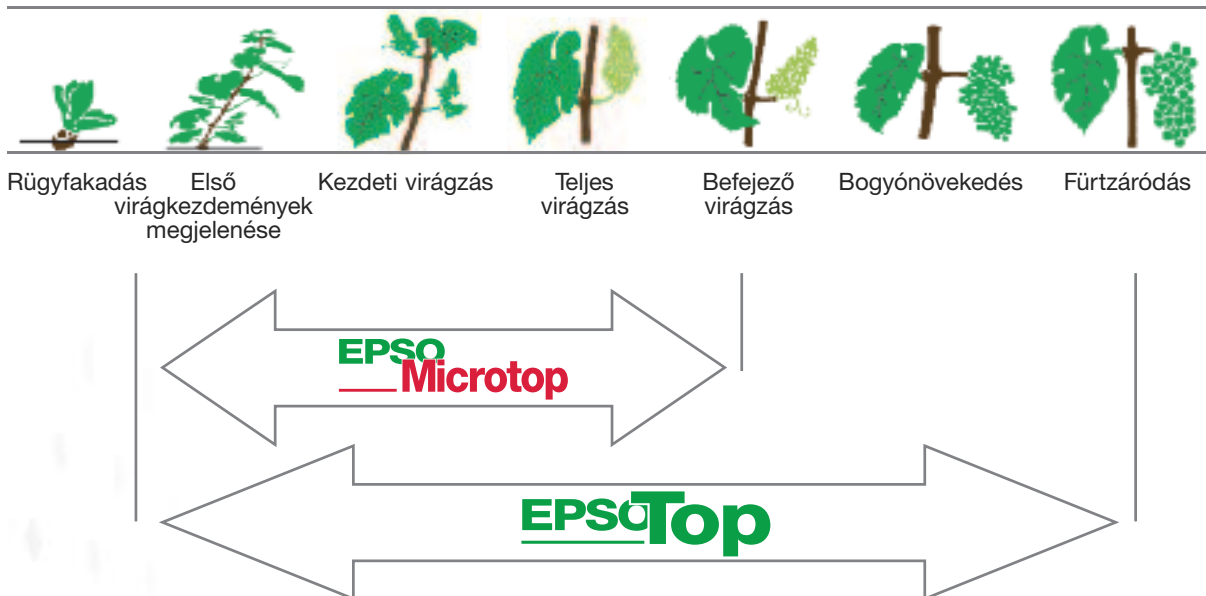 Rügyfakadás
Első
virágkezdemények
megjelenése
Kezdeti virágzás
Teljes
virágzás
Befejező
virágzás
Bogyónövekedés
Fürtzáródás
EPSO
Microtop
EPSO Top